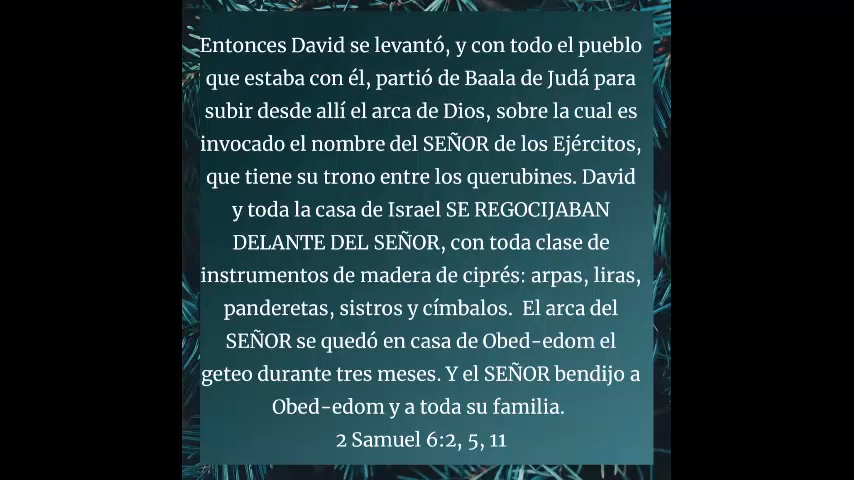 Entonces David se levantó, y con todo el pueblo
que estaba con él, partió de Baala de Judá para
subir desde allí el arca de Dios, sobre la cual es
invocado el nombre del SEÑOR de los Ejércitos,
que tiene su trono entre los querubines. David
y toda la casa de Israel SE REGOCIJABAN
DELANTE DEL SEÑOR, con toda clase de
instrumentos de madera de ciprés: arpas, liras,
panderetas, sistros y címbalos.  El arca del
SEÑOR se quedó en casa de Obed-edom el
geteo durante tres meses. Y el SEÑOR bendijo a
Obed-edom y a toda su familia.
2 Samuel 6:2, 5, 11